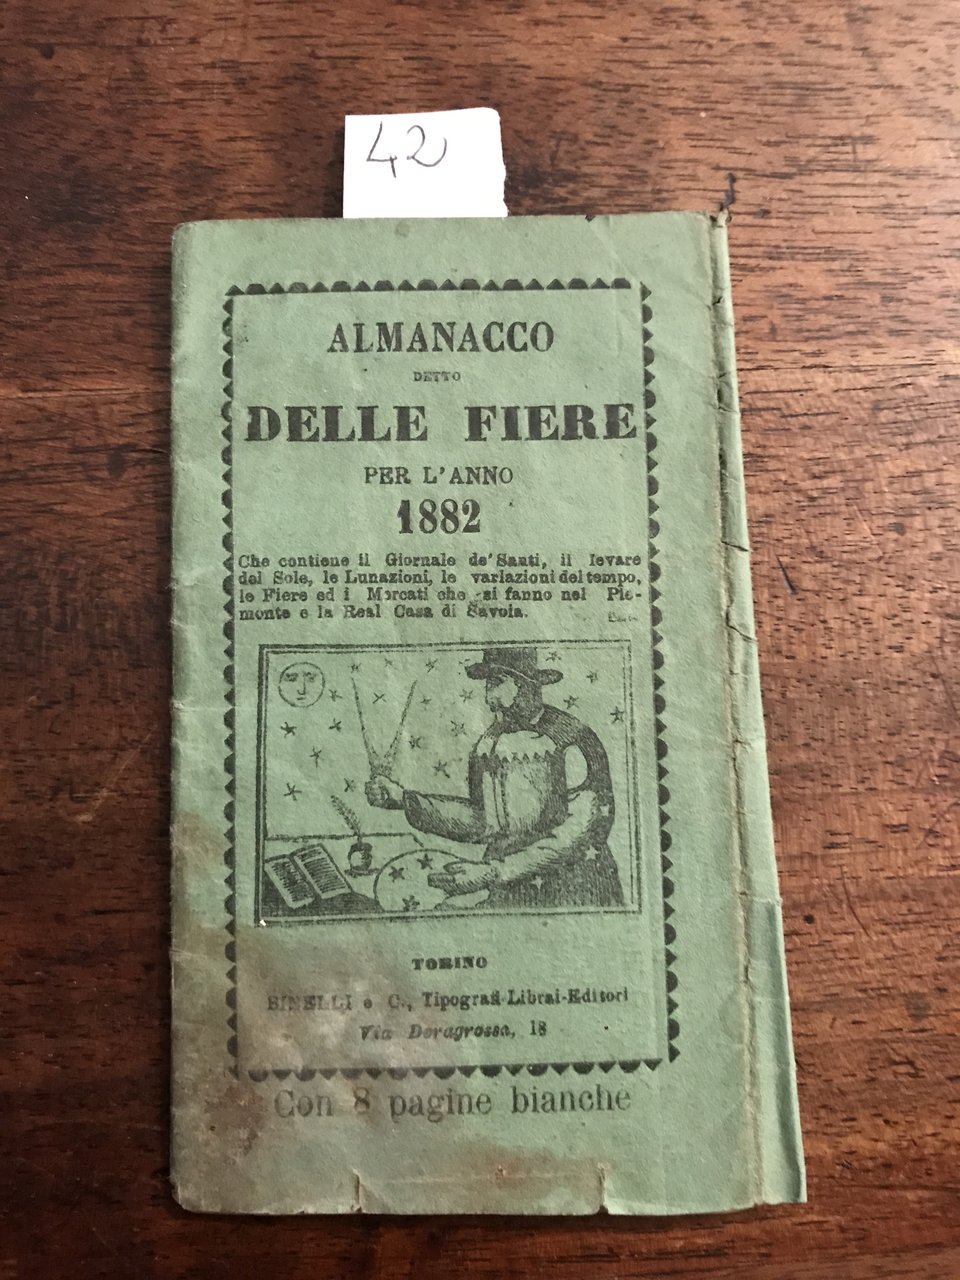 42
ALMANACCO
DETTO
DELLE FIERE
PER L'ANNO
1882
Che contiene il Giornale de' Santi, il levare
del Sole, le Lunazioni, le variazioni del tempo,
le Fiere ed i Mercati che si fanno nel Pie-
monte e la Real Casa di Savoia.
TORINO
BINELLI e C., Tipografi-Librai-Editori
Via Doragrossa, 18
Con 8 pagine bianche